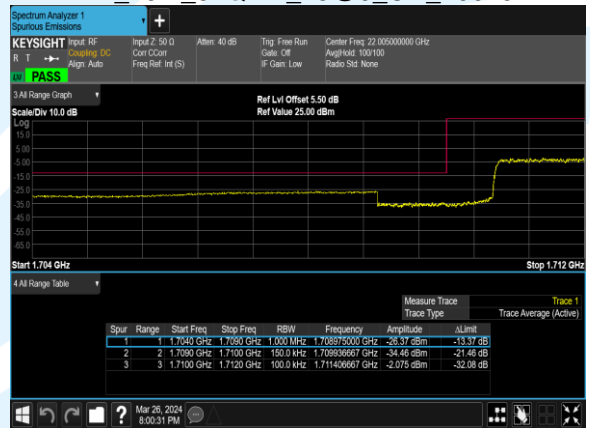 Spectrum Analyzer 1
Spurious Emissions
+
KEYSIGHT Input: RF Input Z: 50 Ω Atten: 40 dB Trig: Free Run Center Freq: 22.005000000 GHz
R T Coupling: DC Corr CCorr Gate: Off Avg|Hold: 100/100
Align: Auto Freq Ref: Int (S) IF Gain: Low Radio Std: None
LW PASS
3 All Range Graph
Ref Lvl Offset 5.50 dB
Scale/Div 10.0 dB Ref Value 25.00 dBm
Log
15.0
5.00
-5.00
-15.0
-25.0
-35.0
-45.0
-55.0
-65.0
Start 1.704 GHz Stop 1.712 GHz
4 All Range Table
Measure Trace Trace 1
Trace Type Trace Average (Active)
Spur Range Start Freq Stop Freq RBW Frequency Amplitude ΔLimit
1 1 1.7040 GHz 1.7090 GHz 1.000 MHz 1.708975000 GHz -26.37 dBm -13.37 dB
2 2 1.7090 GHz 1.7100 GHz 150.0 kHz 1.709936667 GHz -34.46 dBm -21.46 dB
3 3 1.7100 GHz 1.7120 GHz 100.0 kHz 1.711406667 GHz -2.075 dBm -32.08 dB
? Mar 26, 2024
8:00:31 PM